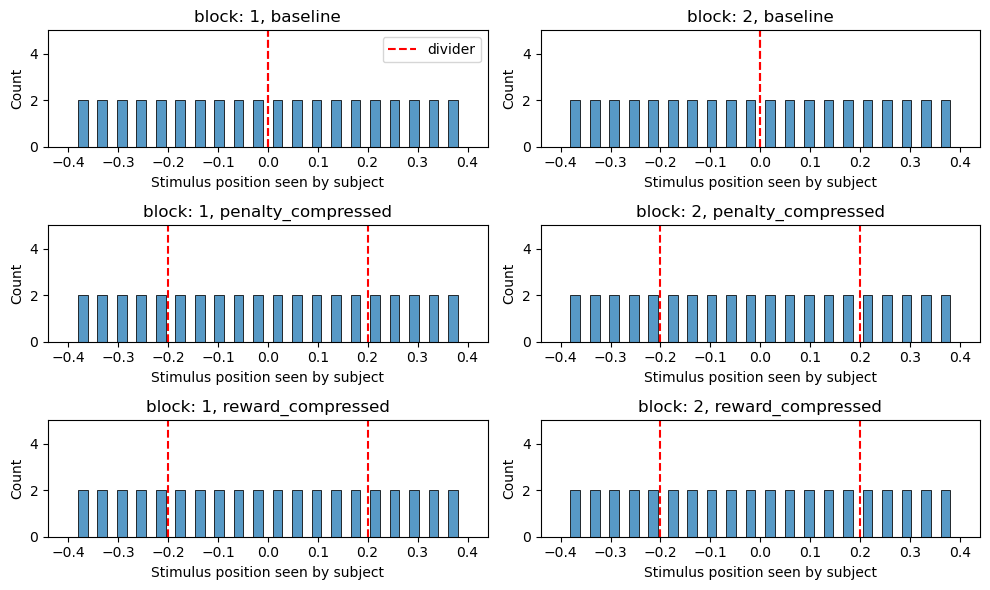 block: 1, baseline
block: 2, baseline
divider
Count
4
2
0
−0.4 −0.3 −0.2 −0.1 0.0 0.1 0.2 0.3 0.4
Stimulus position seen by subject
Count
4
2
0
−0.4 −0.3 −0.2 −0.1 0.0 0.1 0.2 0.3 0.4
Stimulus position seen by subject
block: 1, penalty_compressed
block: 2, penalty_compressed
Count
4
2
0
−0.4 −0.3 −0.2 −0.1 0.0 0.1 0.2 0.3 0.4
Stimulus position seen by subject
Count
4
2
0
−0.4 −0.3 −0.2 −0.1 0.0 0.1 0.2 0.3 0.4
Stimulus position seen by subject
block: 1, reward_compressed
block: 2, reward_compressed
Count
4
2
0
−0.4 −0.3 −0.2 −0.1 0.0 0.1 0.2 0.3 0.4
Stimulus position seen by subject
Count
4
2
0
−0.4 −0.3 −0.2 −0.1 0.0 0.1 0.2 0.3 0.4
Stimulus position seen by subject